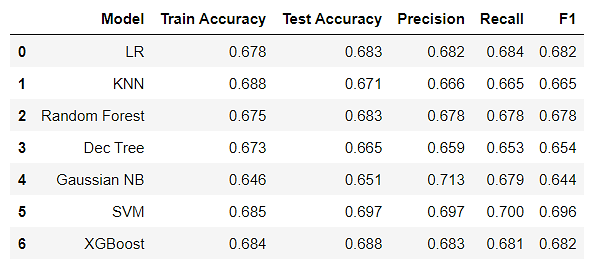 Model Train Accuracy Test Accuracy Precision Recall F1
0 LR 0.678 0.683 0.682 0.684 0.682
1 KNN 0.688 0.671 0.666 0.665 0.665
2 Random Forest 0.675 0.683 0.678 0.678 0.678
3 Dec Tree 0.673 0.665 0.659 0.653 0.654
4 Gaussian NB 0.646 0.651 0.713 0.679 0.644
5 SVM 0.685 0.697 0.697 0.700 0.696
6 XGBoost 0.684 0.688 0.683 0.681 0.682